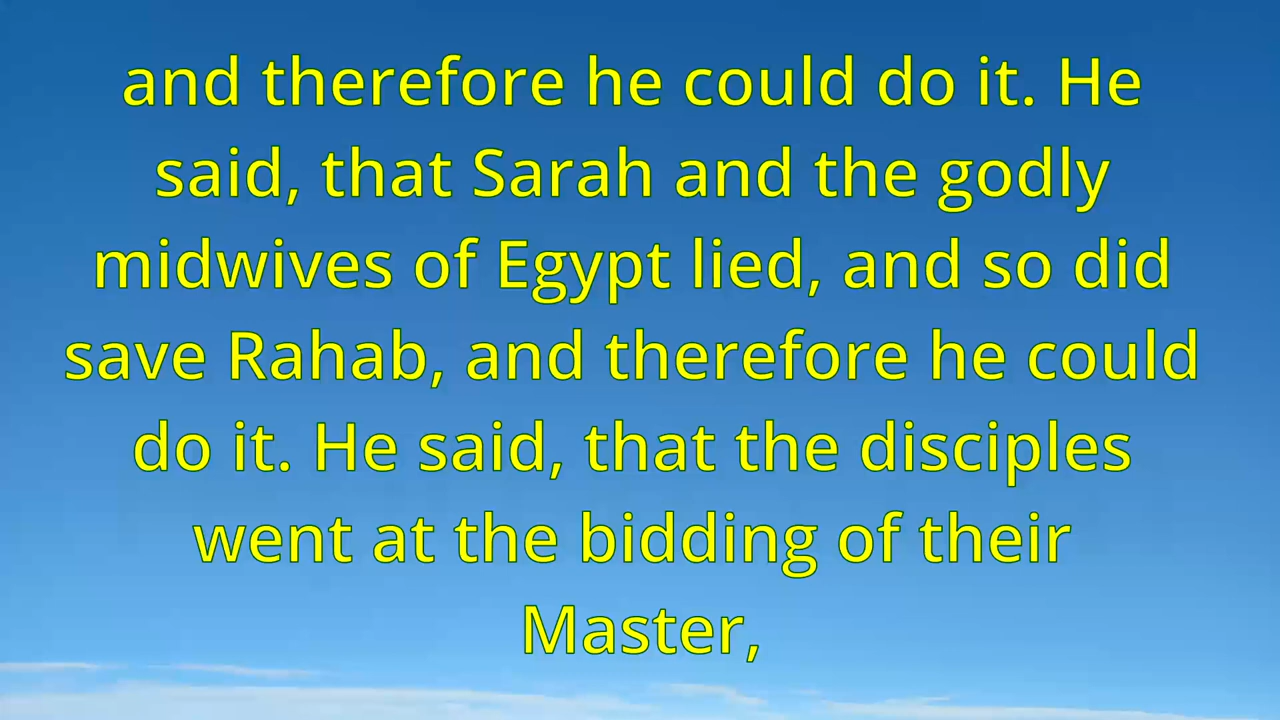 and therefore he could do it. He
said, that Sarah and the godly
midwives of Egypt lied, and so did
save Rahab, and therefore he could
do it. He said, that the disciples
went at the bidding of their
Master,